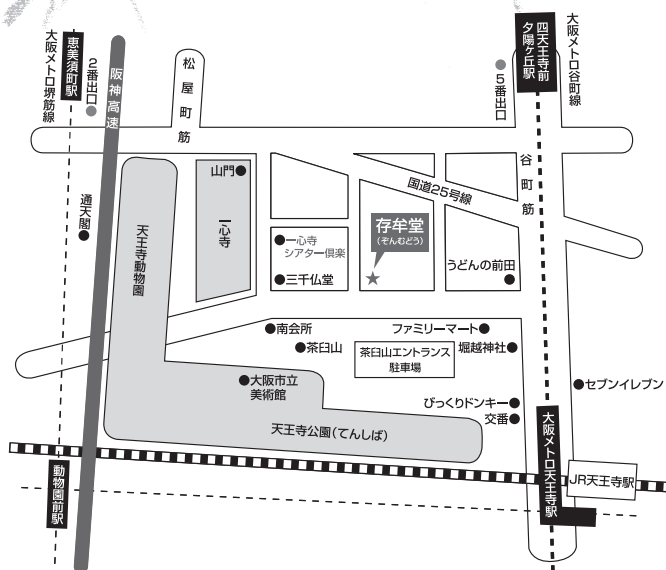 大阪メトロ堺筋線
恵美須町駅
2番出口
阪神高速
松屋町筋
5番出口
四天王寺前
夕陽ヶ丘駅
大阪メトロ谷町線
谷町筋
国道25号線
山門
一心寺
通天閣
天王寺動物園
一心寺
シアター倶楽
三千仏堂
存牟堂
(ぞんむどう)
うどんの前田
南会所
茶臼山
ファミリーマート
茶臼山エントランス
駐車場
堀越神社
大阪市立
美術館
びっくりドンキー
交番
セブンイレブン
天王寺公園(てんしば)
動物園前駅
大阪メトロ天王寺駅
JR天王寺駅